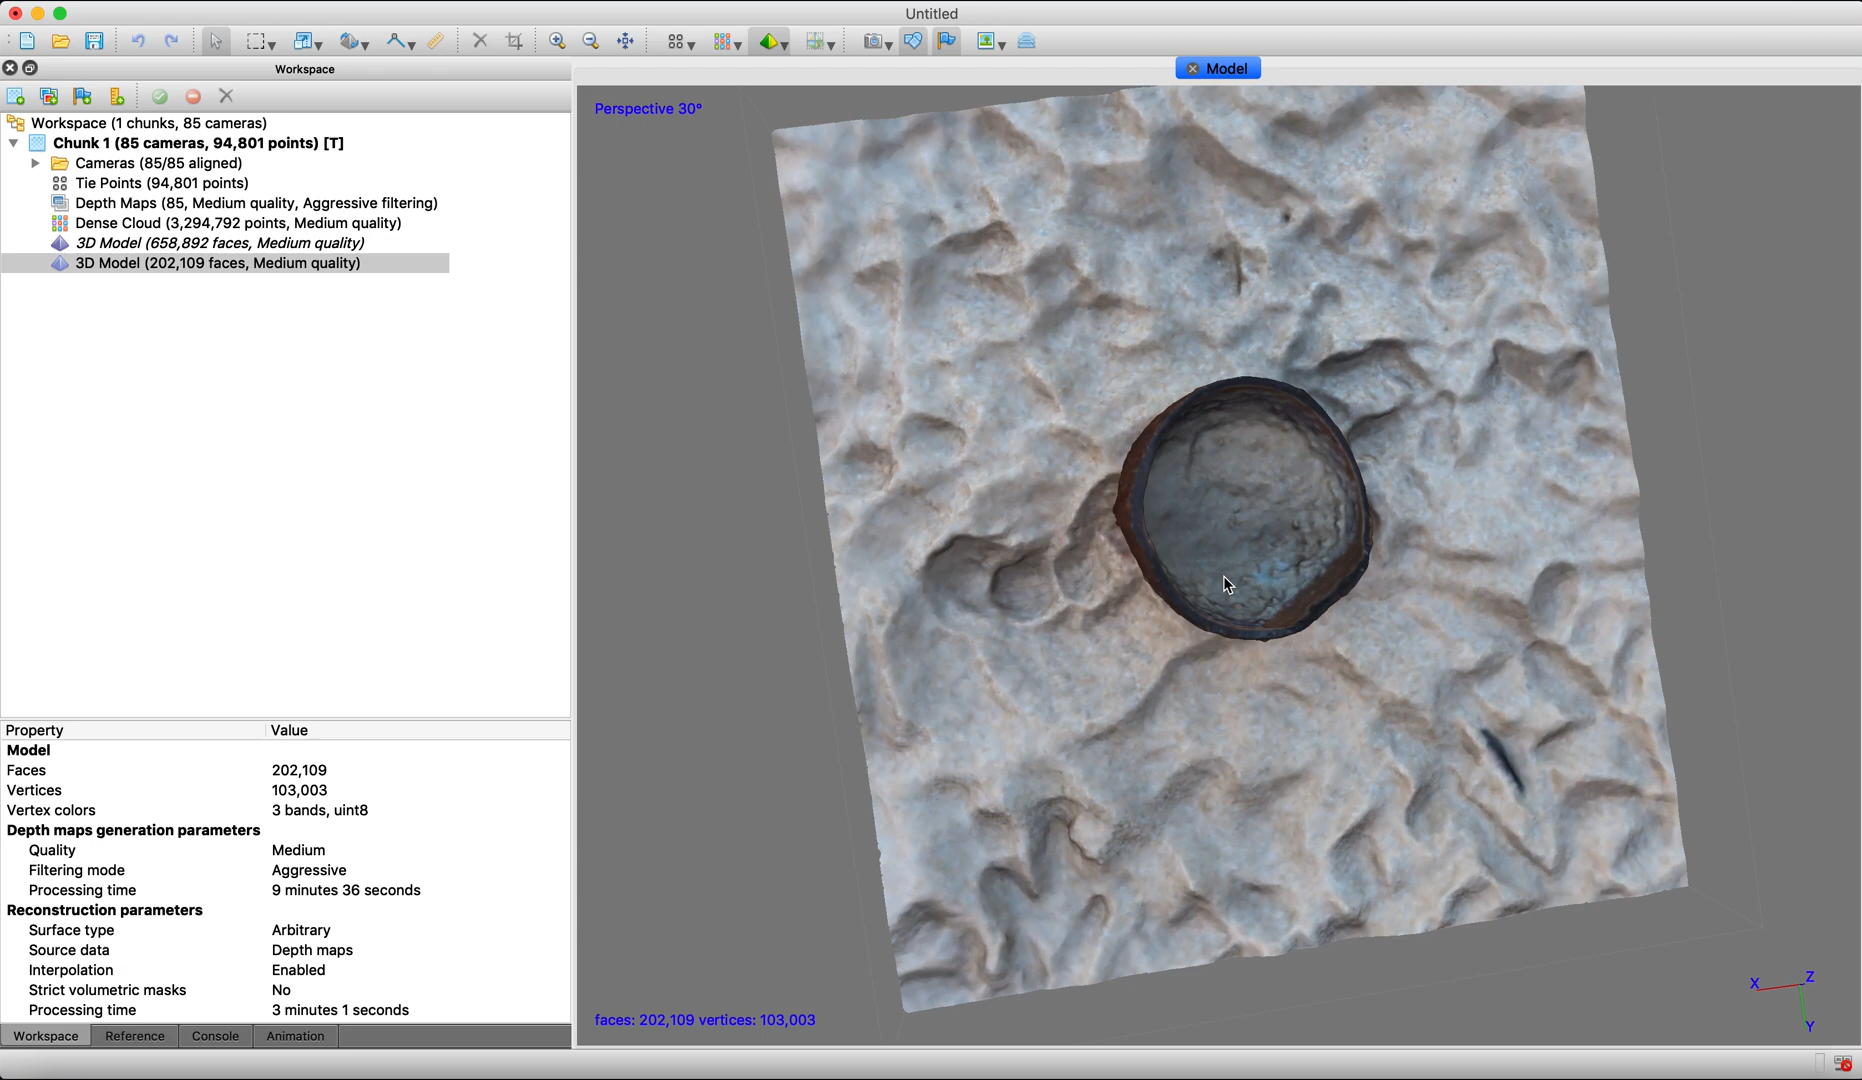 Untitled
Workspace
Model
Workspace (1 chunks, 85 cameras)
Chunk 1 (85 cameras, 94,801 points) [T]
Cameras (85/85 aligned)
Tie Points (94,801 points)
Depth Maps (85, Medium quality, Aggressive filtering)
Dense Cloud (3,294,792 points, Medium quality)
3D Model (658,892 faces, Medium quality)
3D Model (202,109 faces, Medium quality)
Perspective 30°
Property Value
Model
Faces 202,109
Vertices 103,003
Vertex colors 3 bands, uint8
Depth maps generation parameters
Quality Medium
Filtering mode Aggressive
Processing time 9 minutes 36 seconds
Reconstruction parameters
Surface type Arbitrary
Source data Depth maps
Interpolation Enabled
Strict volumetric masks No
Processing time 3 minutes 1 seconds
faces: 202,109 vertices: 103,003
X
Z
Y
Workspace Reference Console Animation